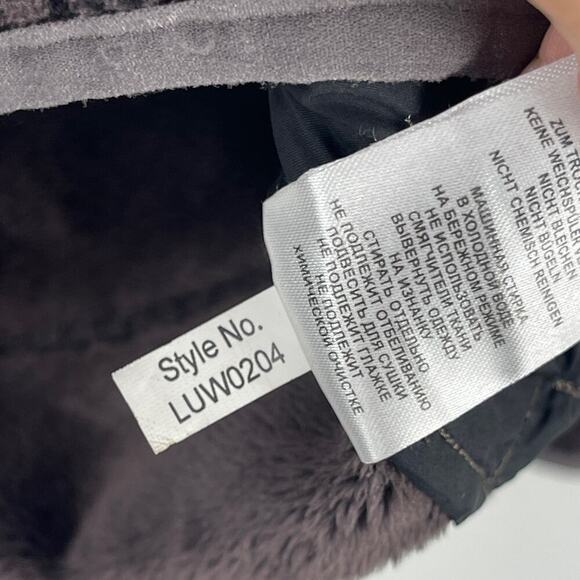 Style No.
LUW0204
МАШИННАЯ СТИРКА
В ХОЛОДНОЙ ВОДЕ
НА БЕРЕЖНОМ РЕЖИМЕ
НЕ ИСПОЛЬЗОВАТЬ
СМЯГЧИТЕЛИ ТКАНИ
ВЫВЕРНУТЬ ОДЕЖДУ
НА ИЗНАНКУ
СТИРАТЬ ОТДЕЛЬНО
НЕ ПОДЛЕЖИТ ОТБЕЛИВАНИЮ
ПОДВЕСИТЬ ДЛЯ СУШКИ
НЕ ПОДЛЕЖИТ ГЛАЖКЕ
НЕ ПОДЛЕЖИТ
ХИМИЧЕСКОЙ ОЧИСТКЕ
ZUM
KEINE
NICHT BLEICHEN
NICHT BÜGELN
NICHT CHEMISCH REINIGEN